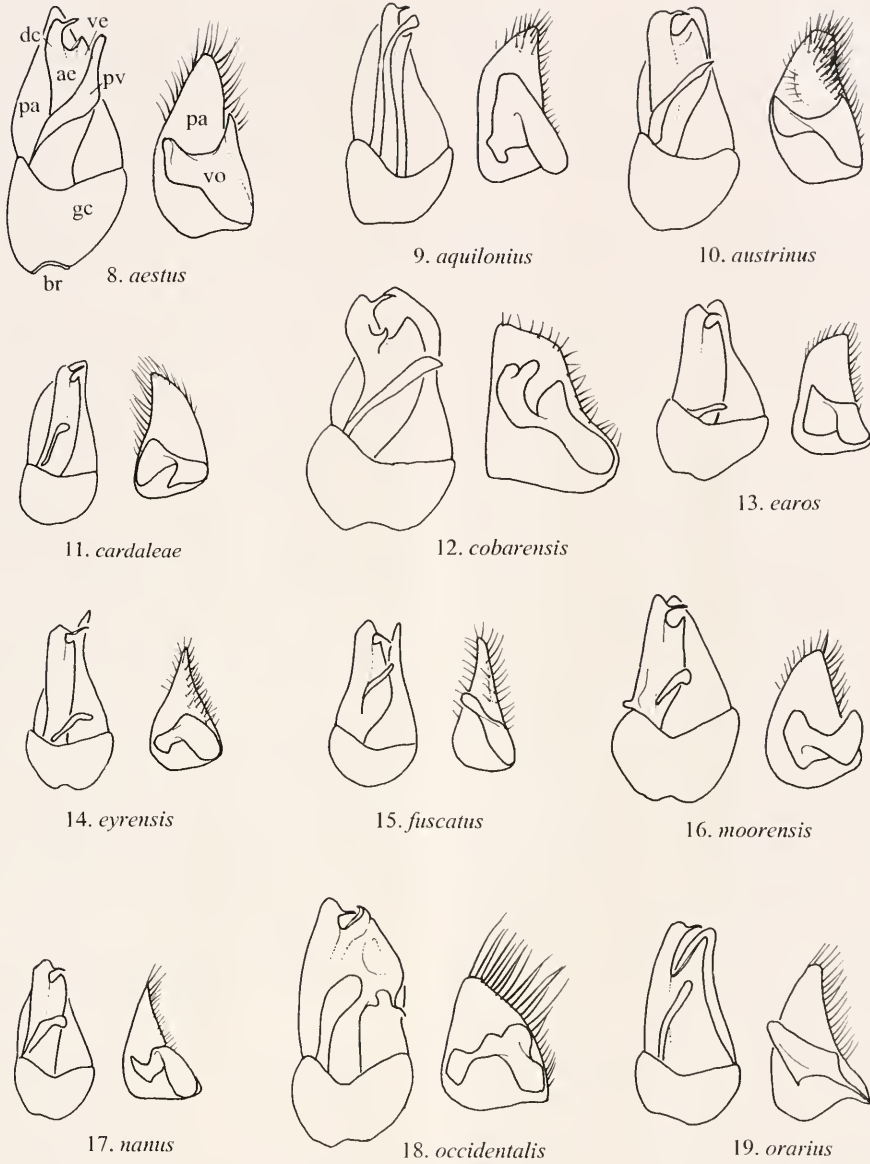 dc
ve
ae
pv
pa
pa
vo
gc
br
8. aestus
9. aquilonius
10. austrinus
11. cardaleae
12. cobarensis
13. earos
14. eyrensis
15. fuscatus
16. moorensis
17. nanus
18. occidentalis
19. orarius